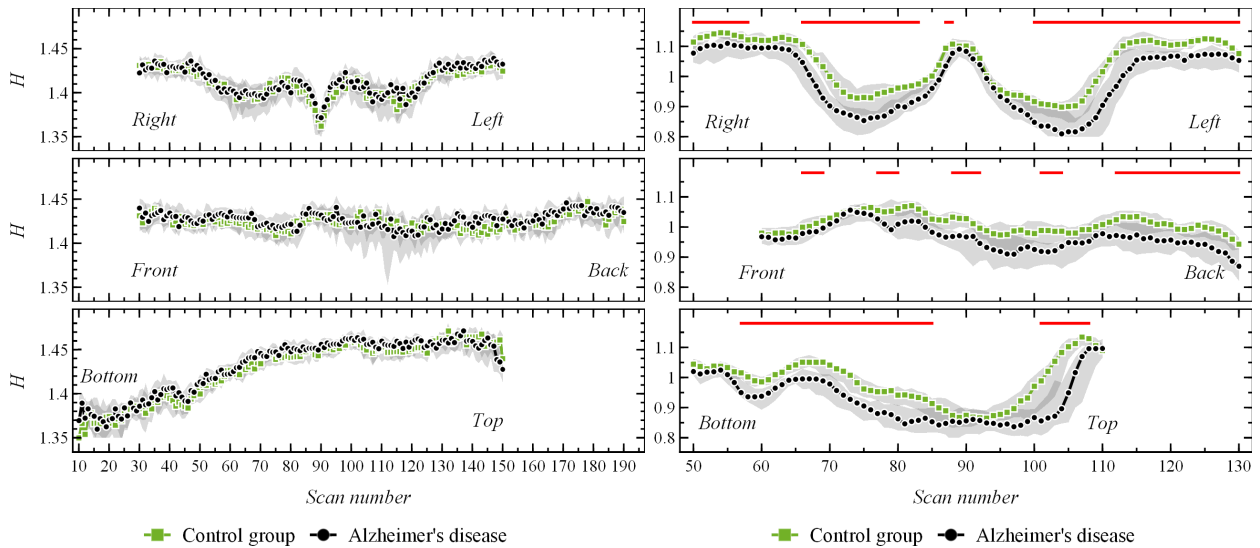 H
1.45
1.4
1.35
Right
Left
H
1.45
1.4
1.35
Front
Back
H
1.45
1.4
1.35
Bottom
Top
10 20 30 40 50 60 70 80 90 100 110 120 130 140 150 160 170 180 190
Scan number
Control group Alzheimer's disease
1.1
1
0.9
0.8
Right
Left
1.1
1
0.9
0.8
Front
Back
1.1
1
0.9
0.8
Bottom
Top
50 60 70 80 90 100 110 120 130
Scan number
Control group Alzheimer's disease